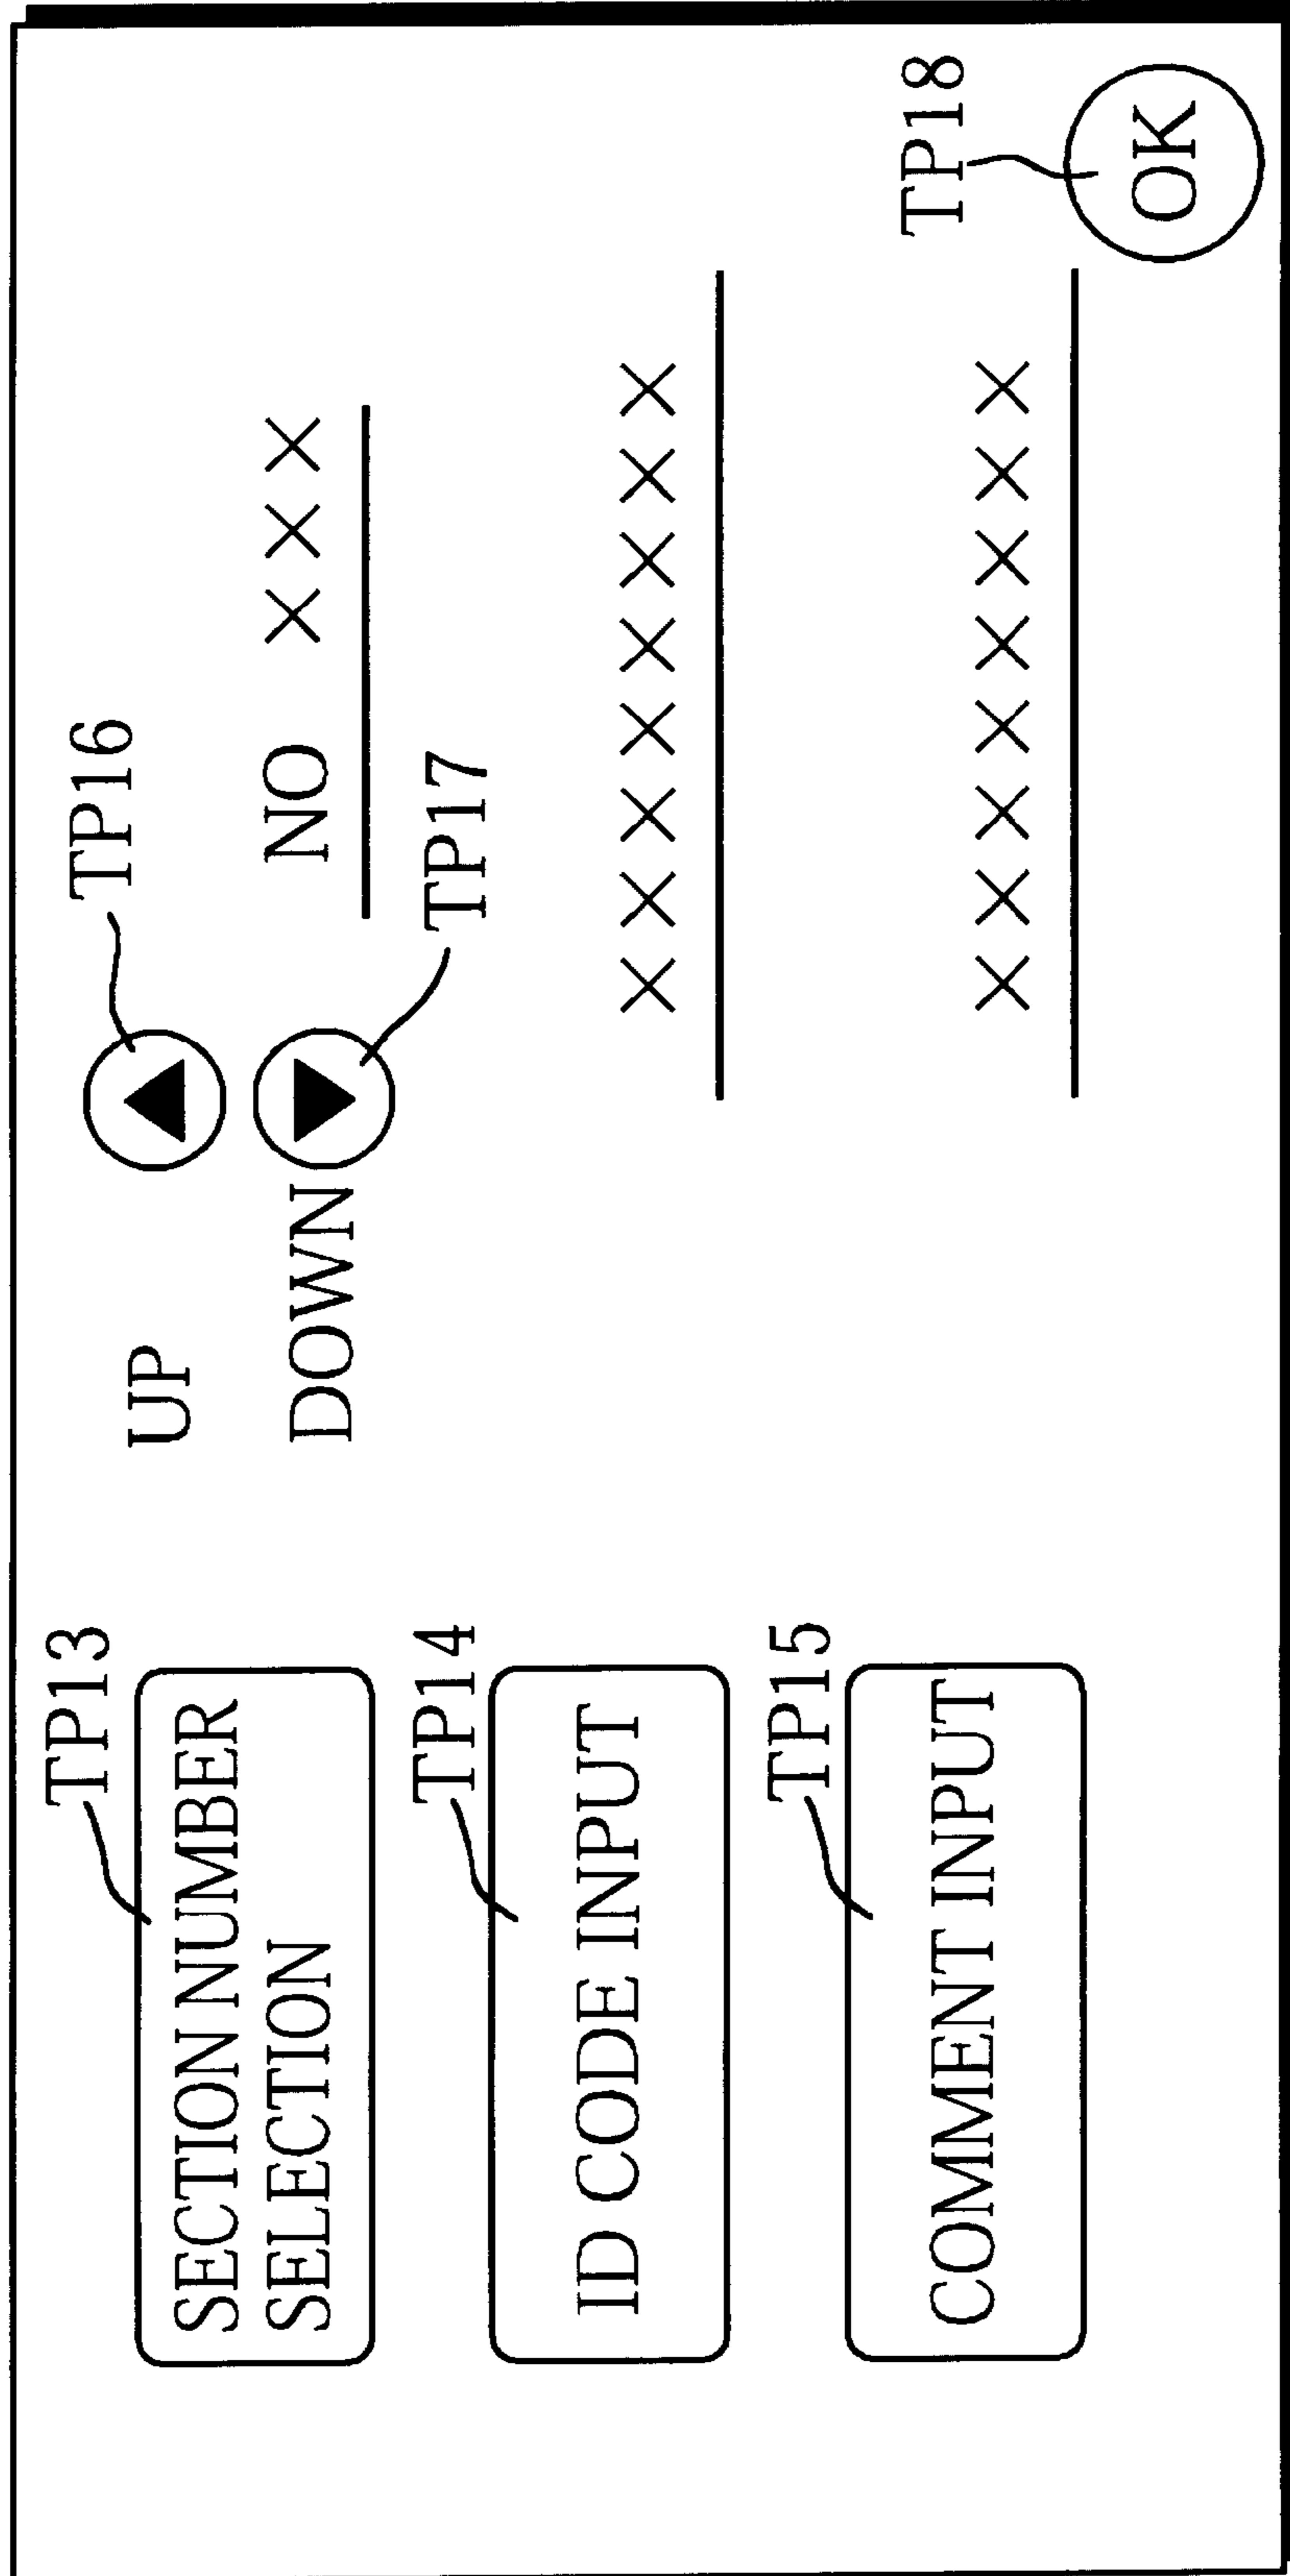 TP13
SECTION NUMBER
SELECTION
UP
DOWN
TP16
NO ×××
TP17
TP14
ID CODE INPUT
××××××××
TP15
COMMENT INPUT
××××××××
TP18
OK